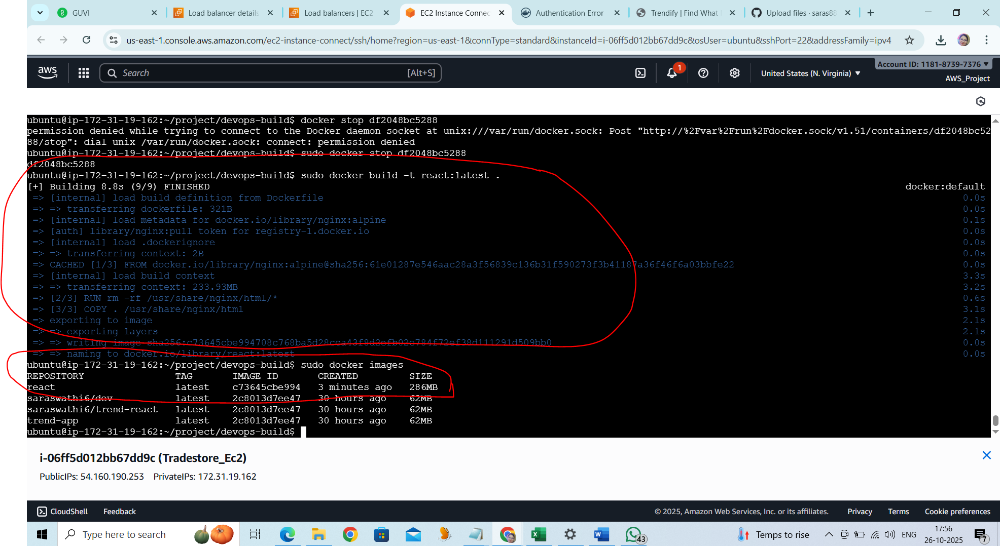 GUVI
Load balancer details
Load balancers | EC2
EC2 Instance Connec
Authentication Error
Trendify | Find What
Upload files · saras88
us-east-1.console.aws.amazon.com/ec2-instance-connect/ssh/home?region=us-east-1&connType=standard&instanceId=i-06ff5d012bb67dd9c&osUser=ubuntu&sshPort=22&addressFamily=ipv4
aws
Search
[Alt+S]
1
United States (N. Virginia) ▼
Account ID: 1181-8739-7376 ▼
AWS_Project
ubuntu@ip-172-31-19-162:~/project/devops-build$ docker stop df2048bc5288
permission denied while trying to connect to the Docker daemon socket at unix:///var/run/docker.sock: Post "http://%2Fvar%2Frun%2Fdocker.sock/v1.51/containers/df2048bc52
88/stop": dial unix /var/run/docker.sock: connect: permission denied
ubuntu@ip-172-31-19-162:~/project/devops-build$ sudo docker stop df2048bc5288
df2048bc5288
ubuntu@ip-172-31-19-162:~/project/devops-build$ sudo docker build -t react:latest .
[+] Building 8.8s (9/9) FINISHED docker:default
=> [internal] load build definition from Dockerfile 0.0s
=> => transferring dockerfile: 321B 0.0s
=> [internal] load metadata for docker.io/library/nginx:alpine 0.1s
=> [auth] library/nginx:pull token for registry-1.docker.io 0.0s
=> [internal] load .dockerignore 0.0s
=> => transferring context: 2B 0.0s
=> CACHED [1/3] FROM docker.io/library/nginx:alpine@sha256:61e01287e546aac28a3f56839c136b31f590273f3b41187a36f46f6a03bbfe22 0.0s
=> [internal] load build context 3.3s
=> => transferring context: 233.93MB 3.2s
=> [2/3] RUN rm -rf /usr/share/nginx/html/* 0.6s
=> [3/3] COPY . /usr/share/nginx/html 3.1s
=> exporting to image 2.1s
=> => exporting layers 2.1s
=> => writing image sha256:c73645cbe994708c768ba5d28cca43f8d2efb02e784f72ef38d111291d509bb0 0.0s
=> => naming to docker.io/library/react:latest 0.0s
ubuntu@ip-172-31-19-162:~/project/devops-build$ sudo docker images
REPOSITORY TAG IMAGE ID CREATED SIZE
react latest c73645cbe994 3 minutes ago 286MB
saraswathi6/dev latest 2c8013d7ee47 30 hours ago 62MB
saraswathi6/trend-react latest 2c8013d7ee47 30 hours ago 62MB
trend-app latest 2c8013d7ee47 30 hours ago 62MB
ubuntu@ip-172-31-19-162:~/project/devops-build$
i-06ff5d012bb67dd9c (Tradestore_Ec2)
PublicIPs: 54.160.190.253 PrivateIPs: 172.31.19.162
CloudShell Feedback © 2025, Amazon Web Services, Inc. or its affiliates. Privacy Terms Cookie preferences
Type here to search
43
Temps to rise
ENG
17:56
26-10-2025
7